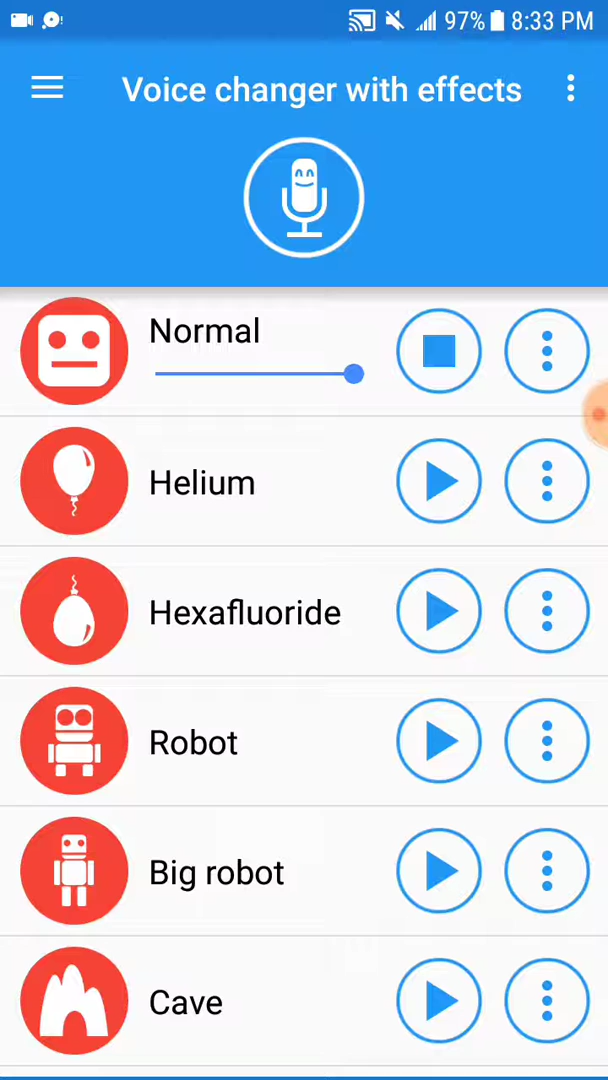 97% 8:33 PM
Voice changer with effects
Normal
Helium
Hexafluoride
Robot
Big robot
Cave